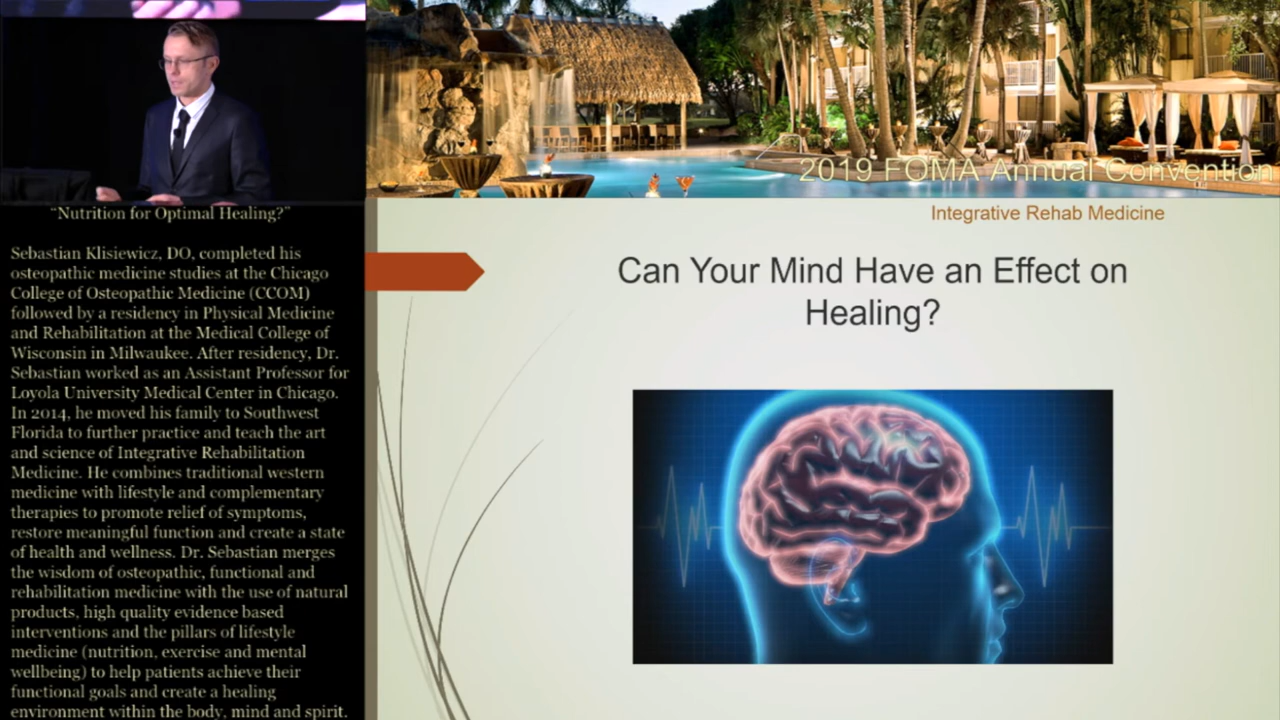 “Nutrition for Optimal Healing?”
Sebastian Klisiewicz, DO, completed his
osteopathic medicine studies at the Chicago
College of Osteopathic Medicine (CCOM)
followed by a residency in Physical Medicine
and Rehabilitation at the Medical College of
Wisconsin in Milwaukee. After residency, Dr.
Sebastian worked as an Assistant Professor for
Loyola University Medical Center in Chicago.
In 2014, he moved his family to Southwest
Florida to further practice and teach the art
and science of Integrative Rehabilitation
Medicine. He combines traditional western
medicine with lifestyle and complementary
therapies to promote relief of symptoms,
restore meaningful function and create a state
of health and wellness. Dr. Sebastian merges
the wisdom of osteopathic, functional and
rehabilitation medicine with the use of natural
products, high quality evidence based
interventions and the pillars of lifestyle
medicine (nutrition, exercise and mental
wellbeing) to help patients achieve their
functional goals and create a healing
environment within the body, mind and spirit.
2019 FOMA Annual Convention
Integrative Rehab Medicine
Can Your Mind Have an Effect on
Healing?